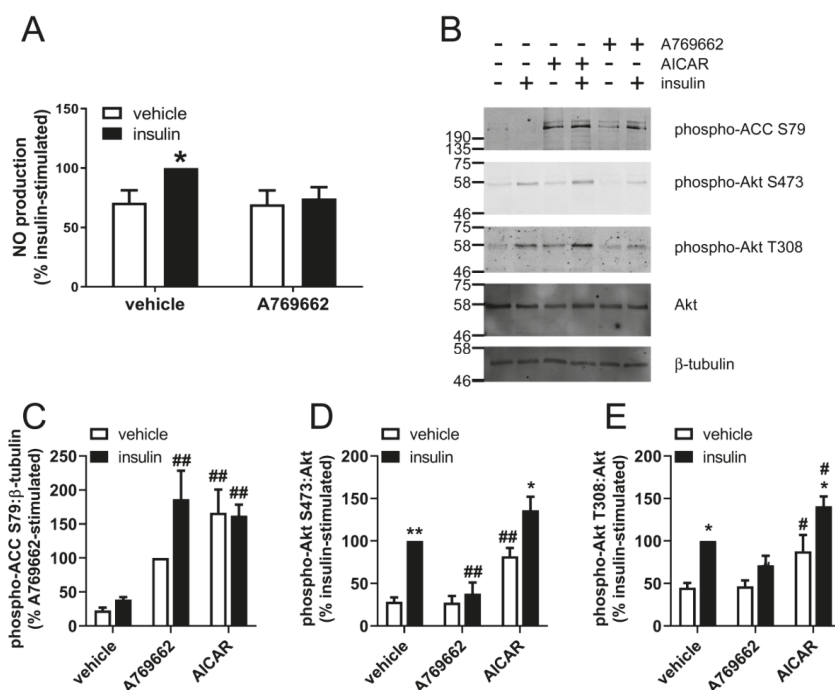 A
vehicle
insulin
NO production
(% insulin-stimulated)
150
100
50
0
*
vehicle
A769662
B
- - - - + + A769662
- - + + - - AICAR
- + - + - + insulin
190
135
phospho-ACC S79
75
58
46
phospho-Akt S473
75
58
46
phospho-Akt T308
75
58
46
Akt
58
46
β-tubulin
C
vehicle
insulin
phospho-ACC S79:β-tubulin
(% A769662-stimulated)
250
200
150
100
50
0
##
##
##
vehicle
A769662
AICAR
D
vehicle
insulin
phospho-Akt S473:Akt
(% insulin-stimulated)
200
150
100
50
0
**
##
##
*
vehicle
A769662
AICAR
E
vehicle
insulin
phospho-Akt T308:Akt
(% insulin-stimulated)
200
150
100
50
0
*
#
#
*
vehicle
A769662
AICAR